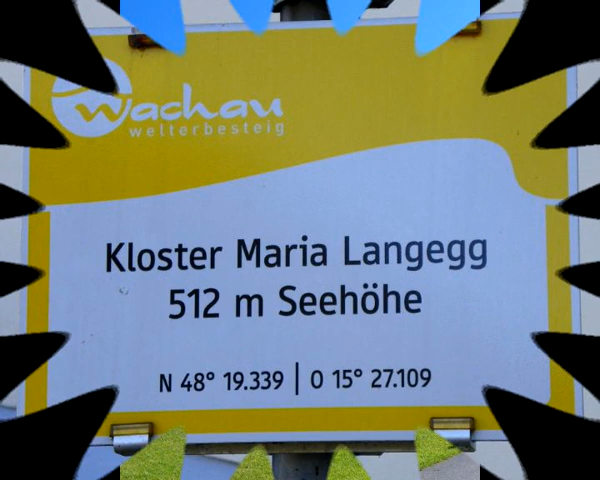 wachau
welterbesteig
Kloster Maria Langegg
512 m Seehöhe
N 48° 19.339 | O 15° 27.109